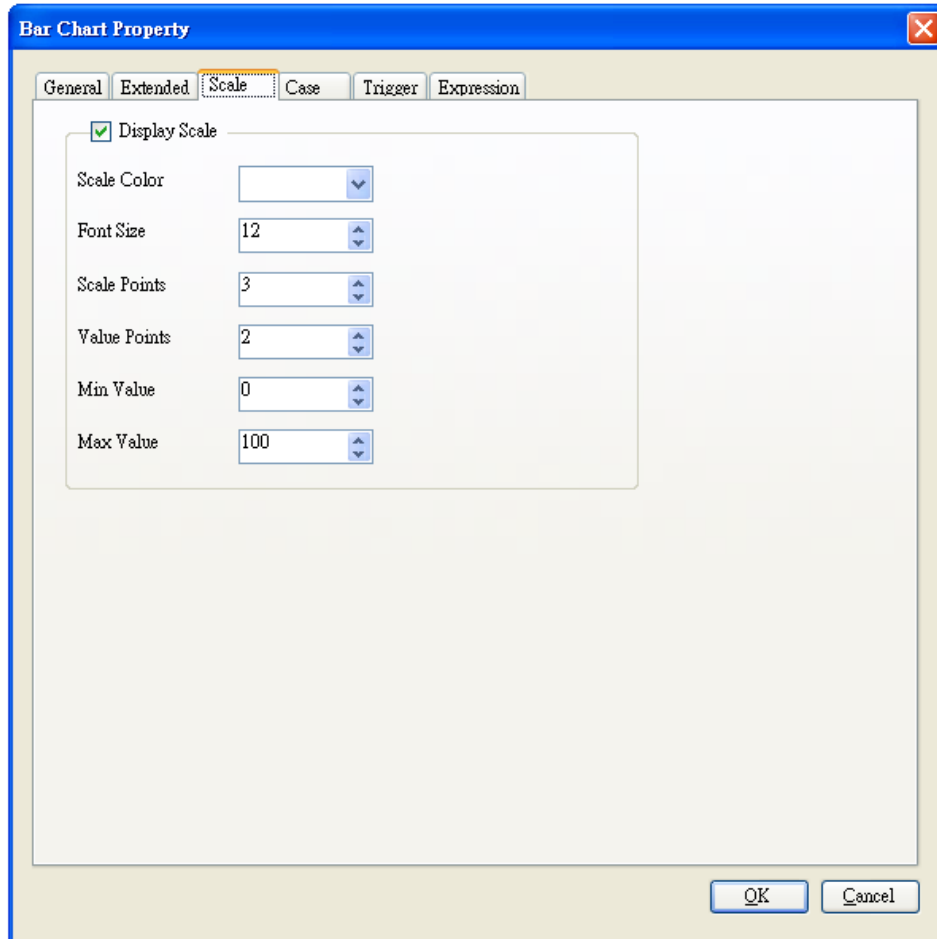 Bar Chart Property
General Extended Scale Case Trigger Expression
Display Scale
Scale Color
Font Size 12
Scale Points 3
Value Points 2
Min Value 0
Max Value 100
OK Cancel